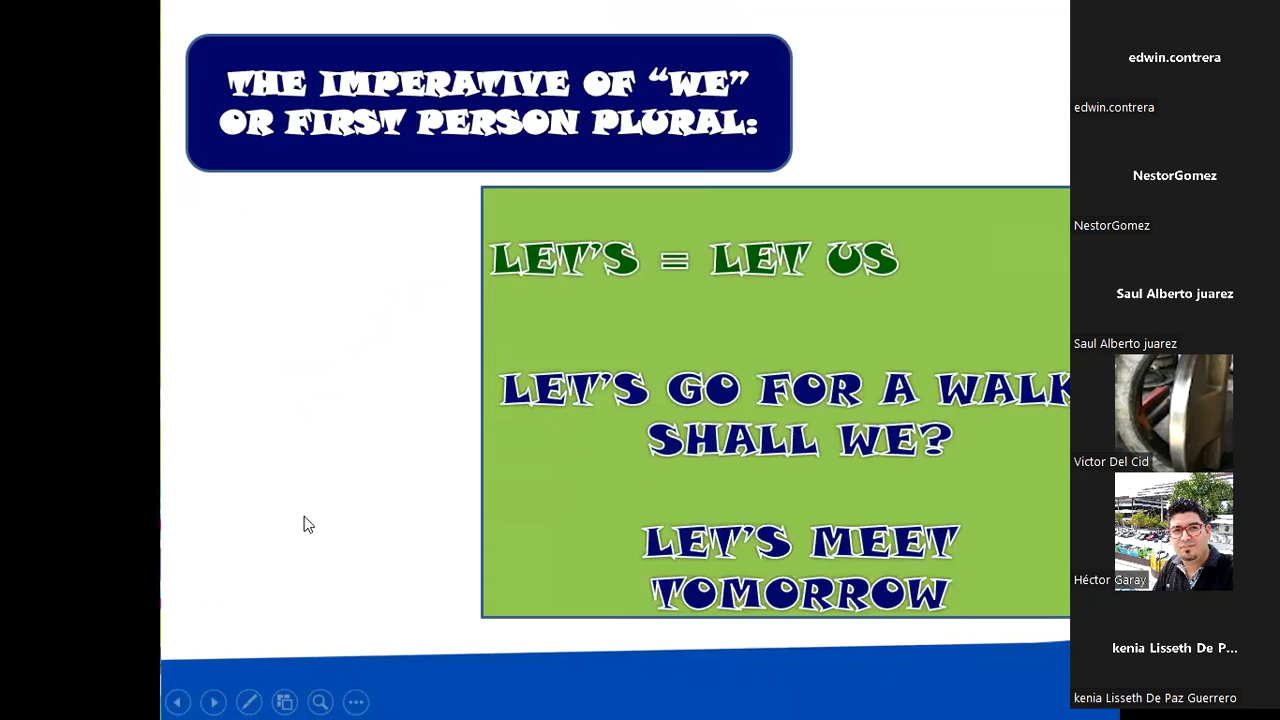 THE IMPERATIVE OF “WE”
OR FIRST PERSON PLURAL:
LET’S = LET US
LET’S GO FOR A WALK
SHALL WE?
LET’S MEET
TOMORROW
edwin.contrera
edwin.contrera
NestorGomez
NestorGomez
Saul Alberto juarez
Saul Alberto juarez
Victor Del Cid
Héctor Garay
kenia Lisseth De P...
kenia Lisseth De Paz Guerrero